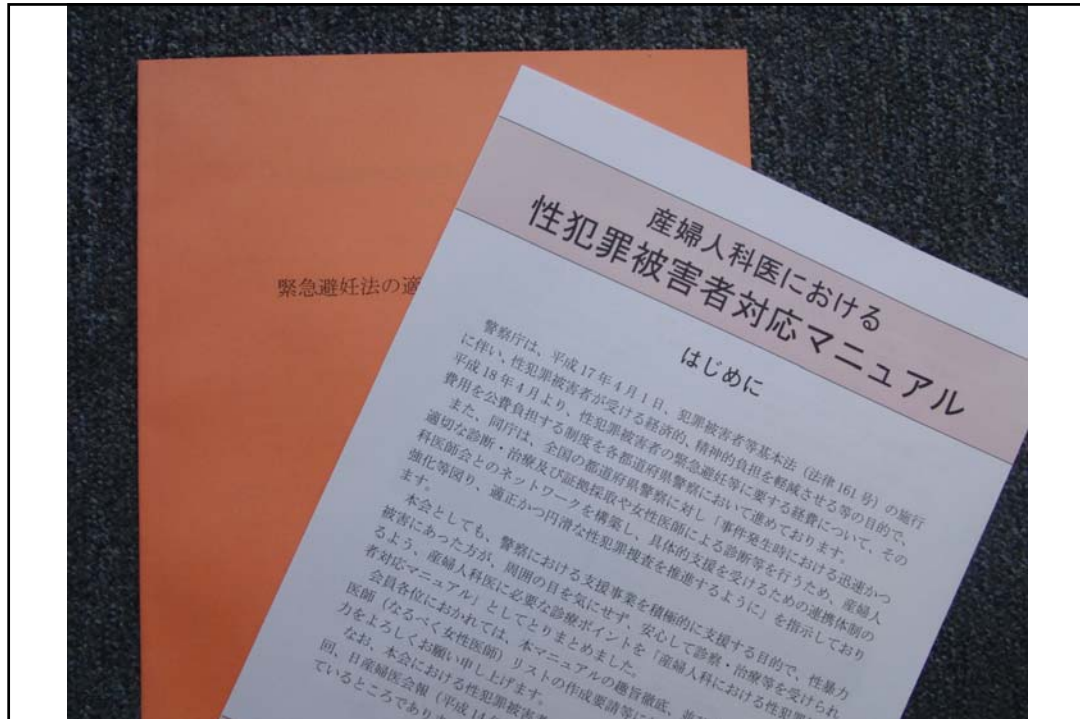 緊急避妊法の適
産婦人科医における
性犯罪被害者対応マニュアル
はじめに
警察庁は、平成17年4月1日、犯罪被害者等基本法（法律161号）の施行
に伴い、性犯罪被害者が受ける経済的、精神的負担を軽減させる等の目的で、
平成18年4月より、性犯罪被害者の緊急避妊等に要する経費について、その
費用を公費負担する制度を各都道府県警察において進めております。
また、同庁は、全国の都道府県警察に対し「事件発生時における迅速かつ
適切な診断・治療及び証拠採取や女性医師による診断等を行うため、産婦人
科医師会とのネットワークを構築し、具体的支援を受けるための連携体制の
強化等図り、適正かつ円滑な性犯罪捜査を推進するように」を指示しており
ます。
本会としても、警察における支援事業を積極的に支援する目的で、性暴力
被害にあった方が、周囲の目を気にせず、安心して診察・治療等を受けられ
るよう、産婦人科医に必要な診療ポイントを「産婦人科における性犯罪
者対応マニュアル」としてとりまとめました。
会員各位におかれては、本マニュアルの趣旨徹底、
医師（なるべく女性医師）リストの作成要請等に
力をよろしくお願い申し上げます。
なお、本会における性犯罪被害者
回、日産婦医会報（平成14年
ているところであり